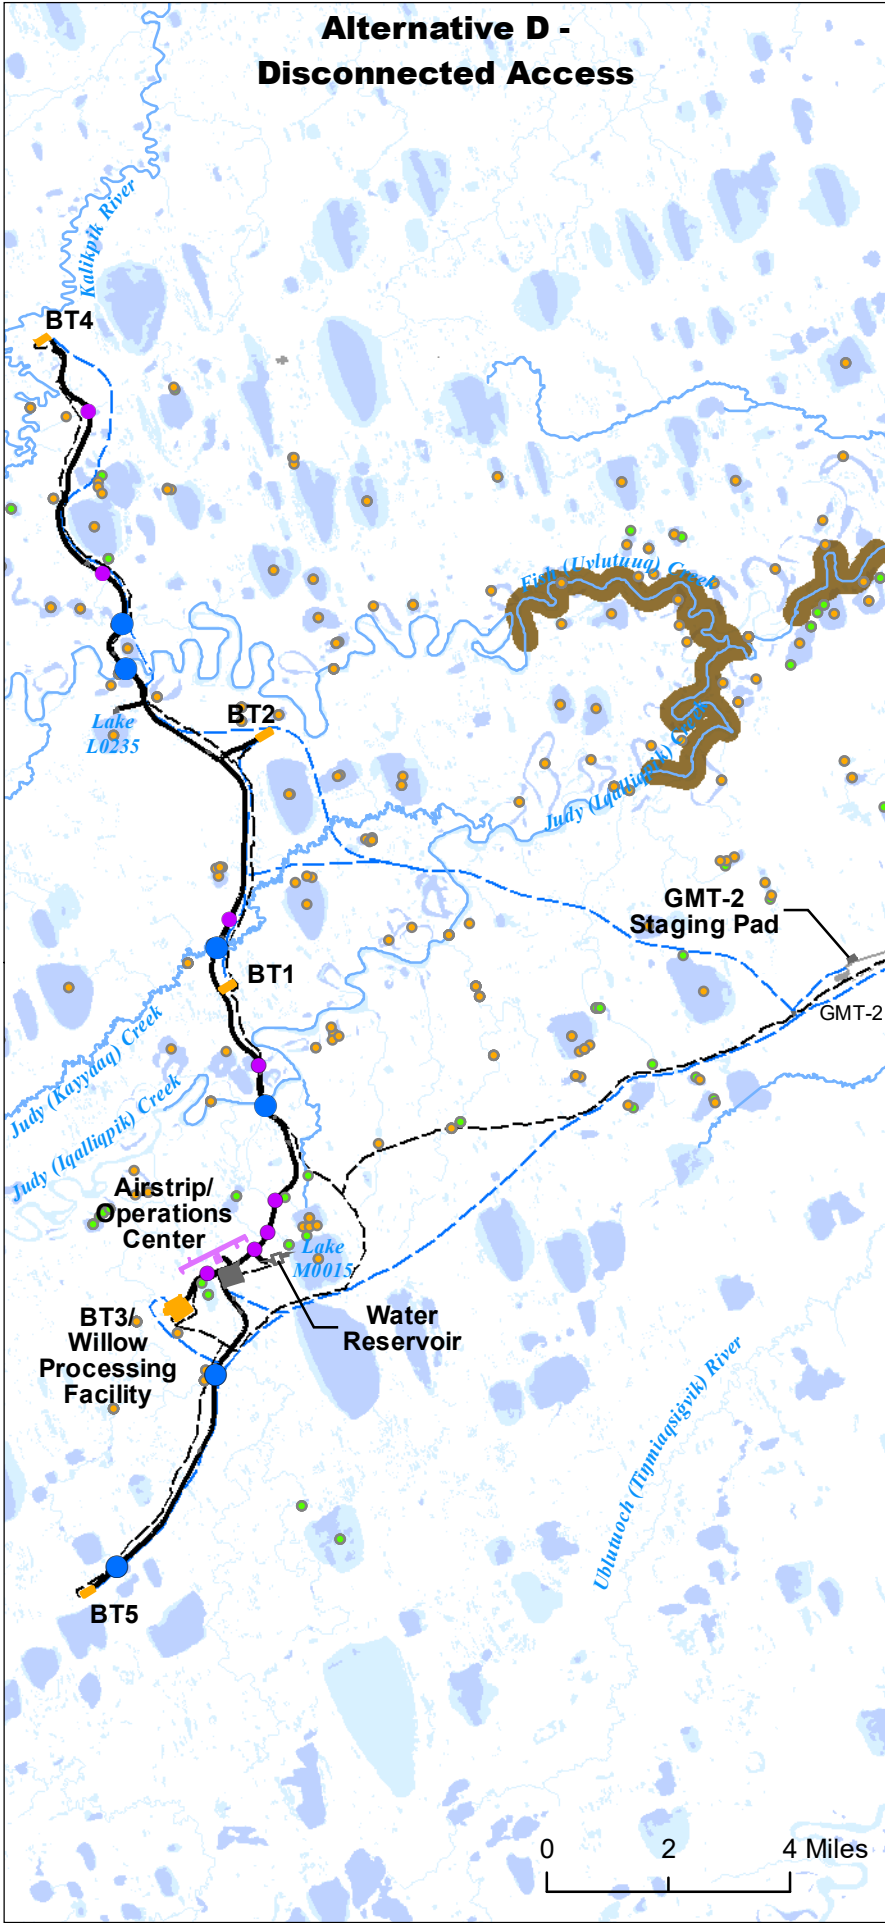 Alternative D -
Disconnected Access
Kalikpik River
BT4
Fish (Uvlutuuq) Creek
BT2
Lake
L0235
Judy (Iqalliqpik) Creek
GMT-2
Staging Pad
BT1
GMT-2
Judy (Kayyaaq) Creek
Judy (Iqalliqpik) Creek
Airstrip/
Operations
Center
Lake
M0015
Water
Reservoir
BT3/
Willow
Processing
Facility
Ublutuoch (Tiŋmiaqsiġvik) River
BT5
0 2 4 Miles